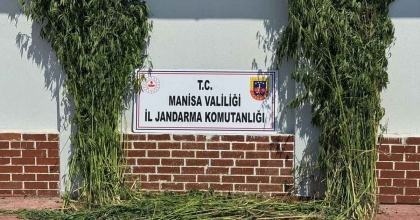 T.C.
MANİSA VALİLİĞİ
İL JANDARMA KOMUTANLIĞI